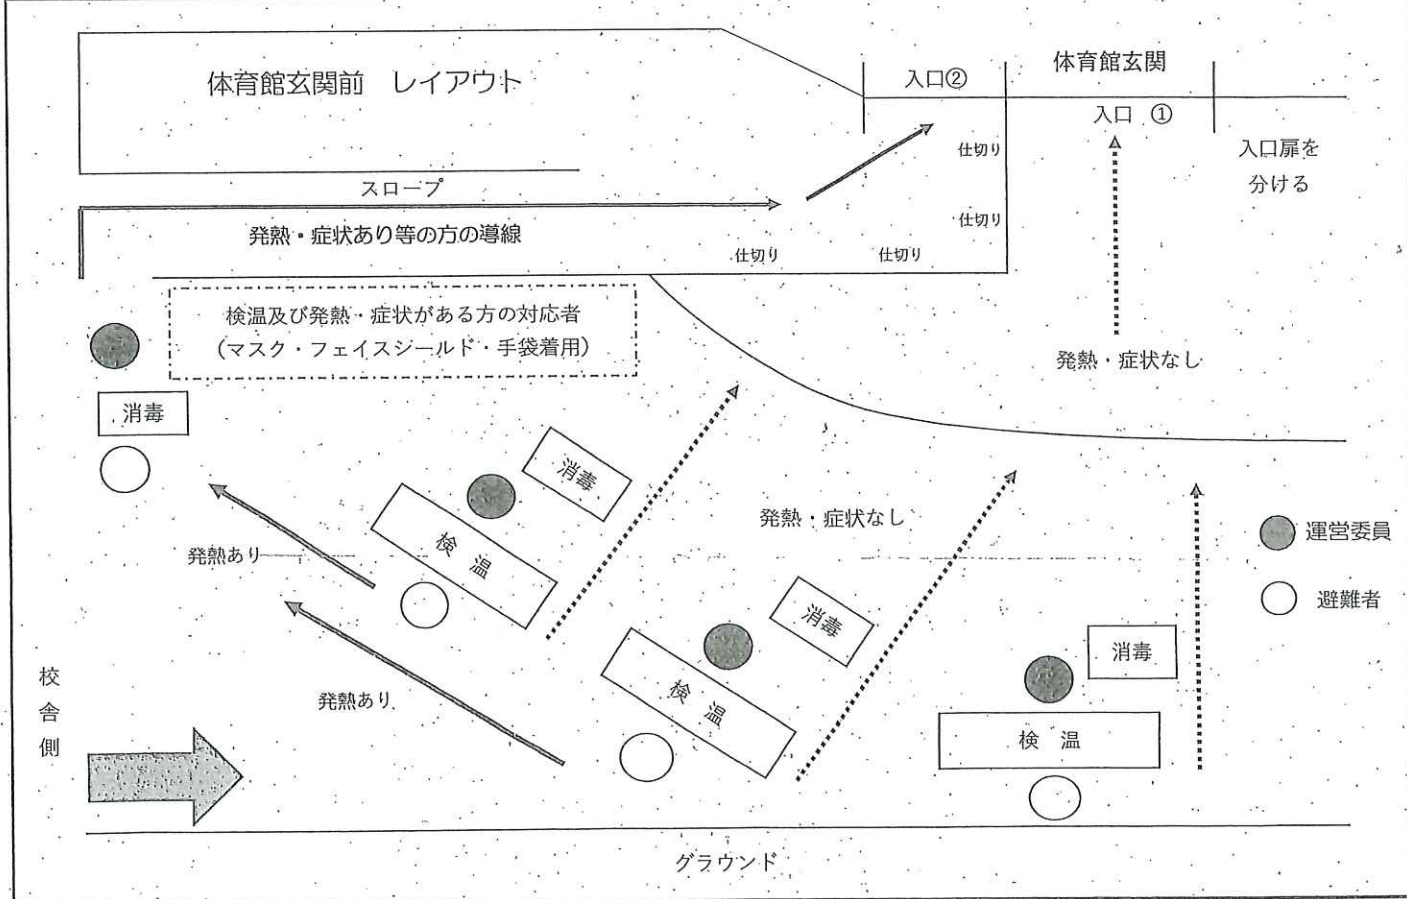 体育館玄関前　レイアウト
入口②
体育館玄関
入口　①
入口扉を
分ける
仕切り
仕切り
仕切り
仕切り
スロープ
発熱・症状あり等の方の導線
検温及び発熱・症状がある方の対応者
（マスク・フェイスシールド・手袋着用）
発熱・症状なし
消毒
消毒
検　温
発熱あり
発熱・症状なし
運営委員
避難者
消毒
検　温
発熱あり
消毒
検　温
校舎側
グラウンド